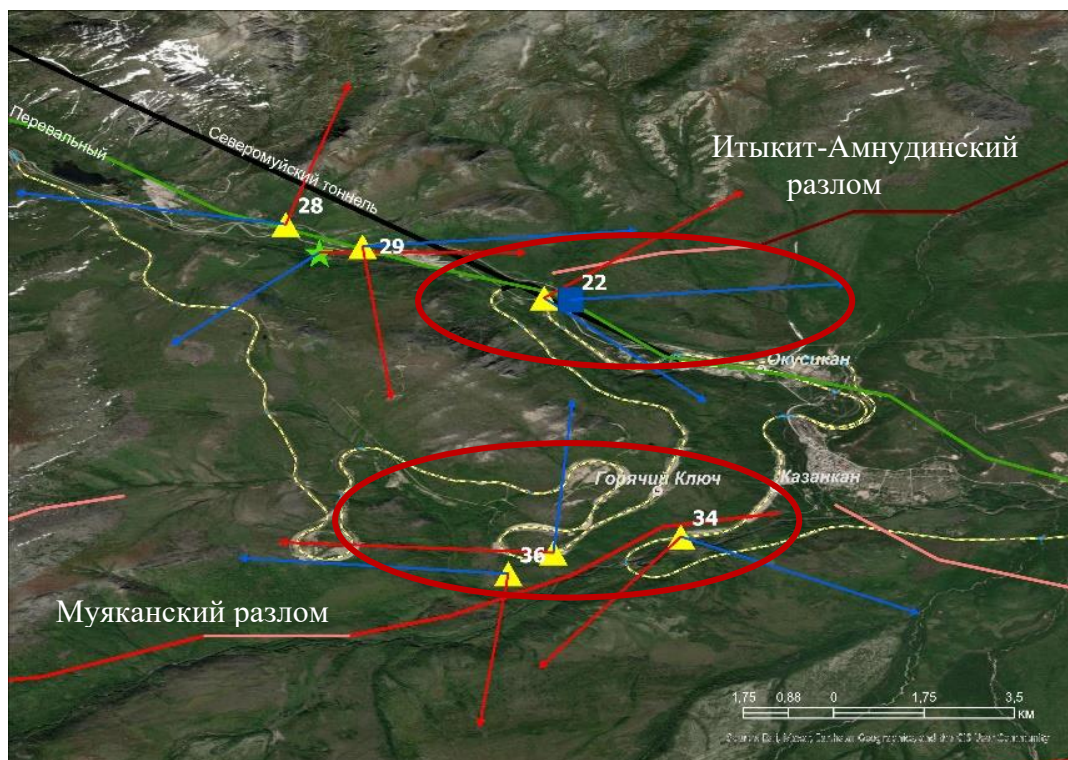 Итыкит-Амнудинский
разлом
Перевальный
Северомуйский тоннель
28
29
22
Окусикан
Горячий Ключ
Казанкан
34
36
Муяканский разлом
1,75 0,88 0 1,75 3,5
км